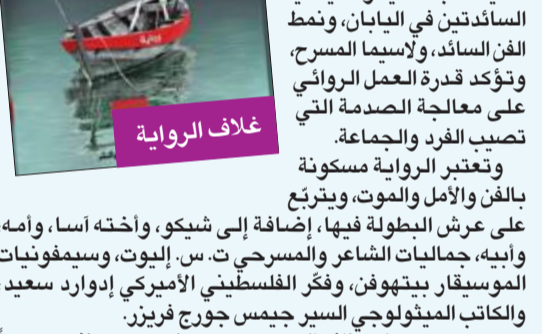 السائدتين في اليابان، ونمط
الفن السائد، ولاسيما المسرح،
وتؤكد قدرة العمل الروائي
على معالجة الصدمة التي
تصيب الفرد والجماعة.
غلاف الرواية
وتعتبر الرواية مسكونة
بالفن والأمل والموت، ويتربّع
على عرش البطولة فيها، إضافة إلى شيكو، وأخته آسا، وأمه،
وأبيه، جماليات الشاعر والمسرحي ت. س. إليوت، وسيمفونيات
الموسيقار بيتهوفن، وفكّر الفلسطيني الأميركي إدوارد سعيد،
والكاتب الميثولوجي السير جيمس جورج فريزر.